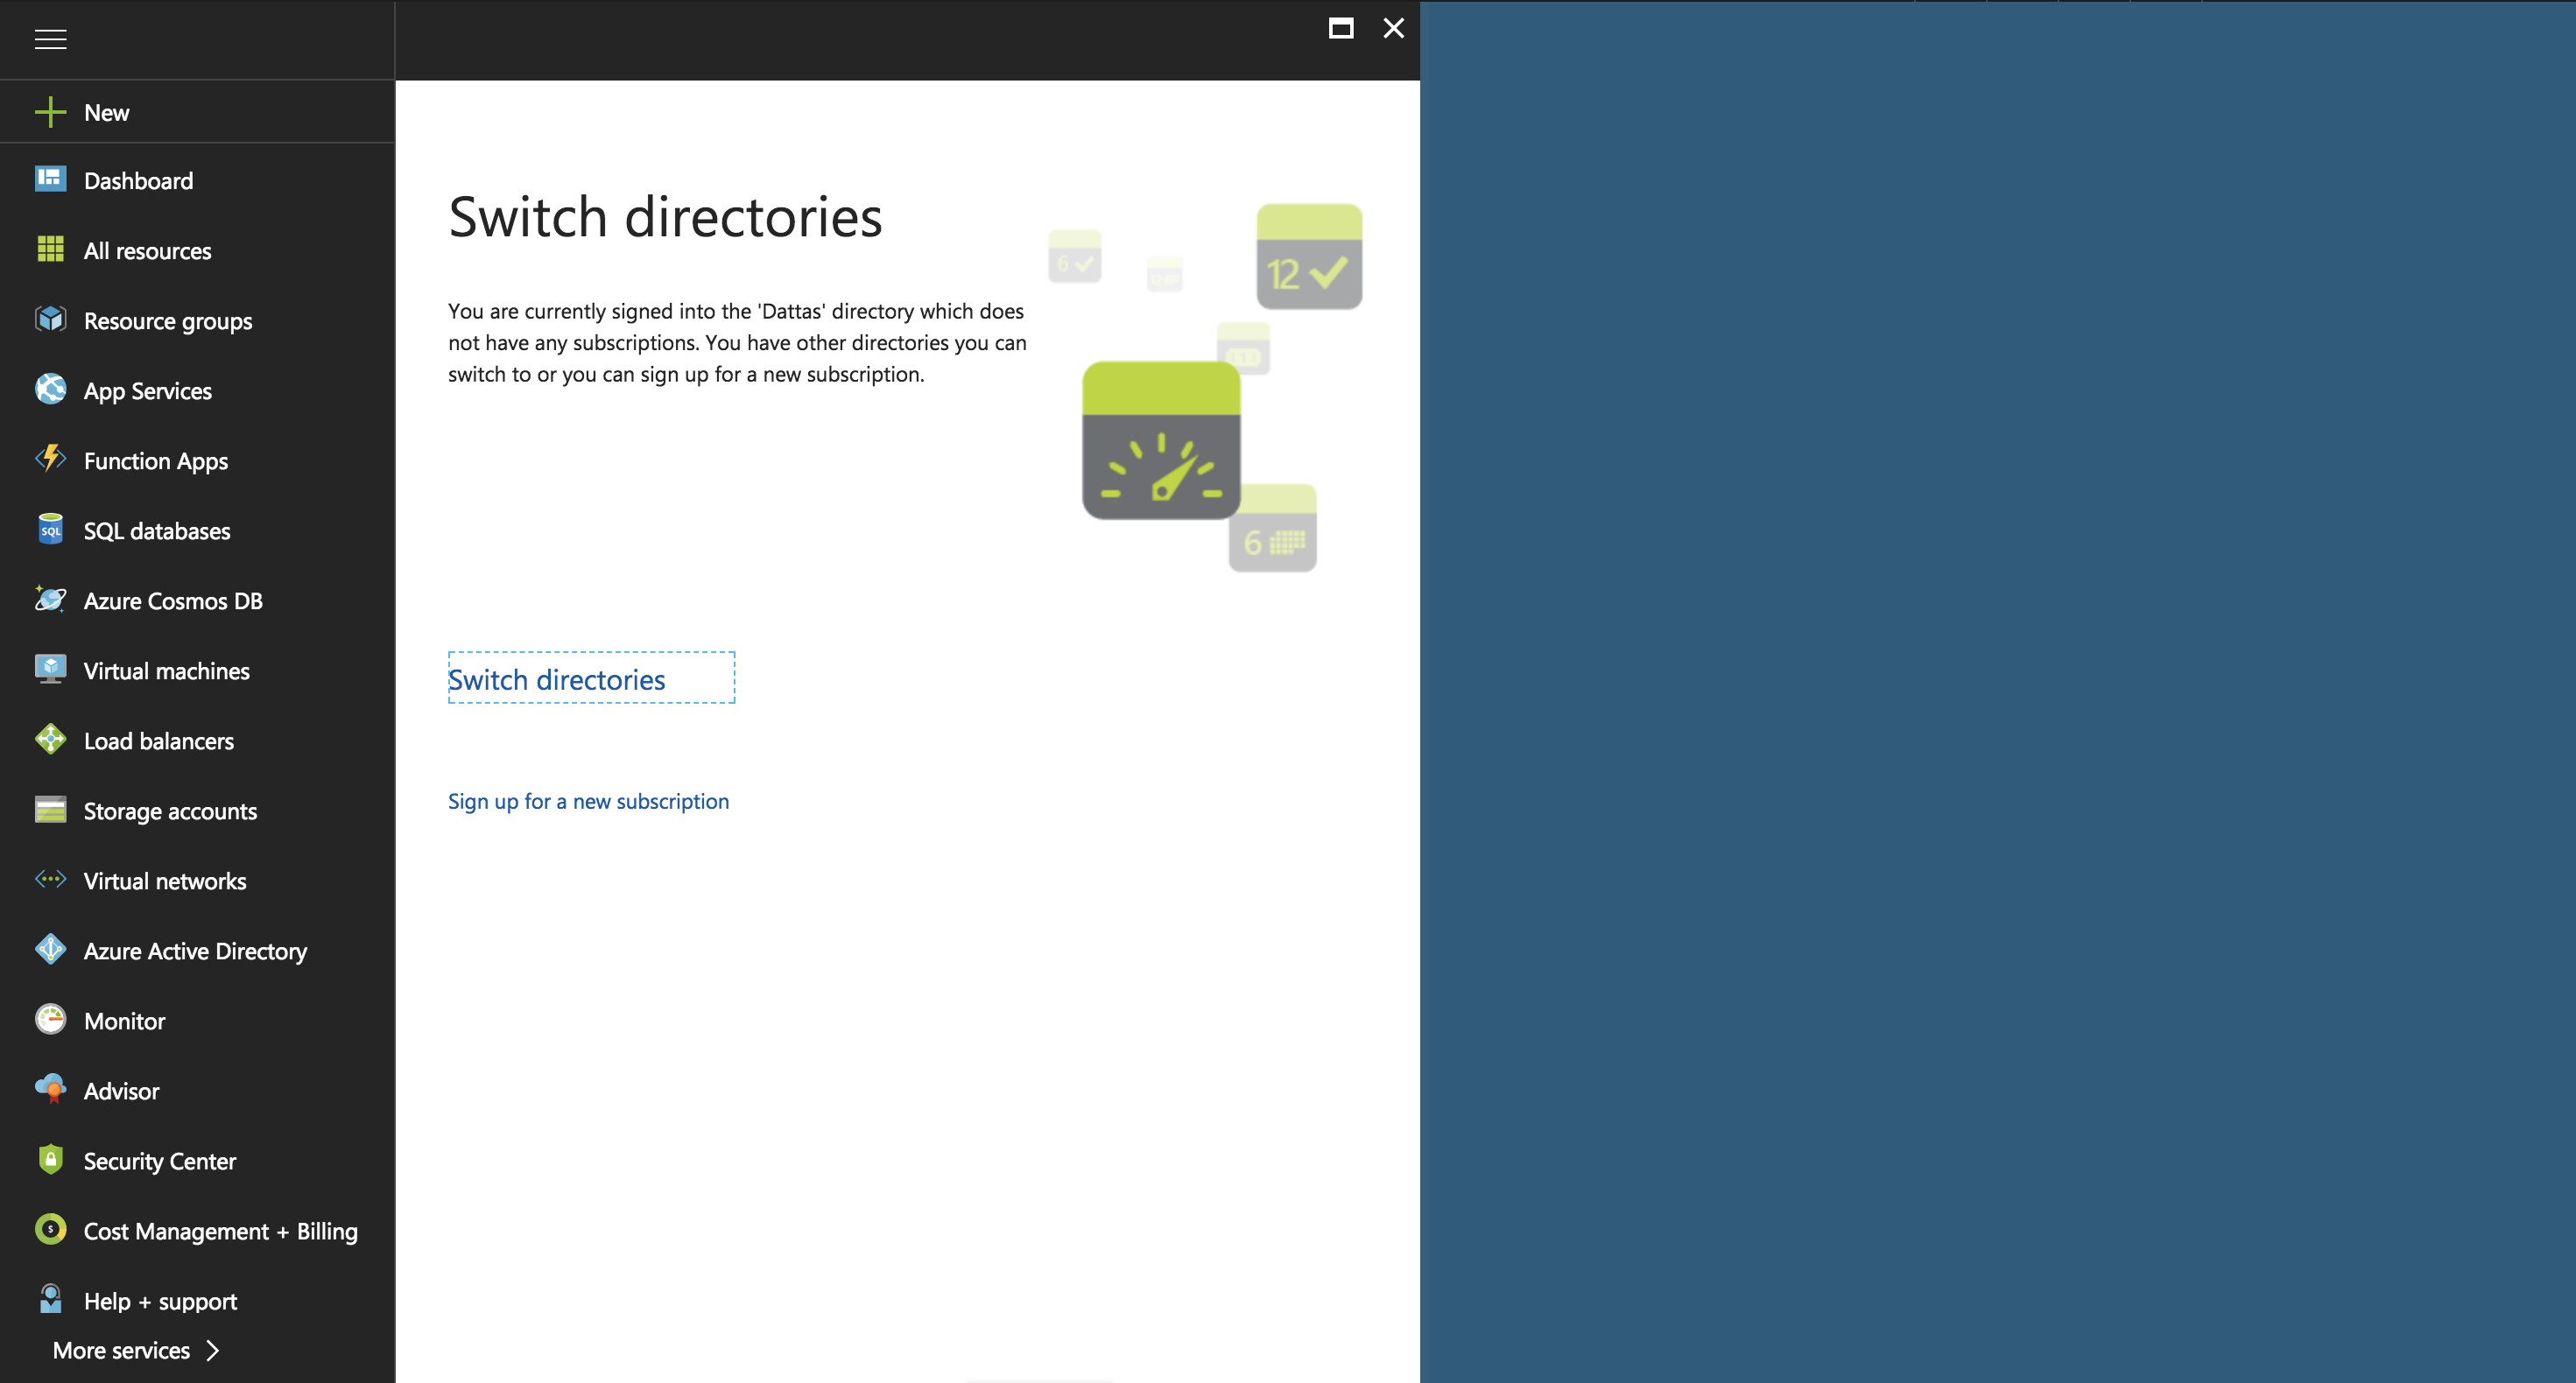 New
Dashboard
All resources
Resource groups
App Services
Function Apps
SQL
SQL databases
Azure Cosmos DB
Virtual machines
Load balancers
Storage accounts
Virtual networks
Azure Active Directory
Monitor
Advisor
Security Center
$
Cost Management + Billing
Help + support
More services
Switch directories
You are currently signed into the 'Dattas' directory which does
not have any subscriptions. You have other directories you can
switch to or you can sign up for a new subscription.
6
12
6
Switch directories
Sign up for a new subscription